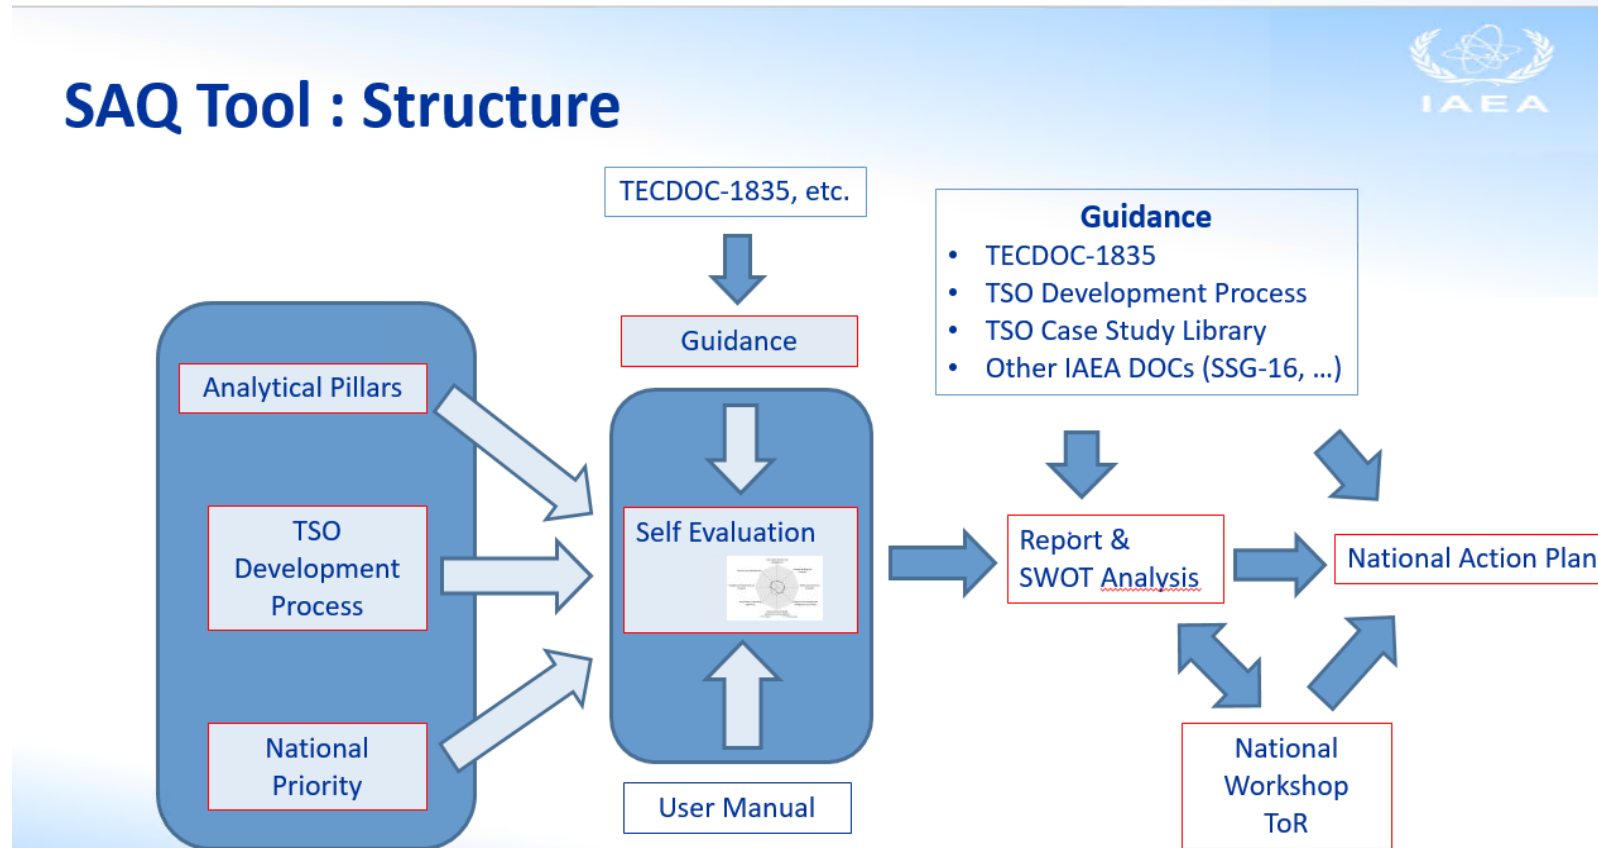 IAEA
SAQ Tool : Structure
TECDOC-1835, etc.
Guidance
• TECDOC-1835
• TSO Development Process
• TSO Case Study Library
• Other IAEA DOCs (SSG-16, ...)
Guidance
Analytical Pillars
TSO
Development
Process
National
Priority
Self Evaluation
User Manual
Report &
SWOT Analysis
National Action Plan
National
Workshop
ToR